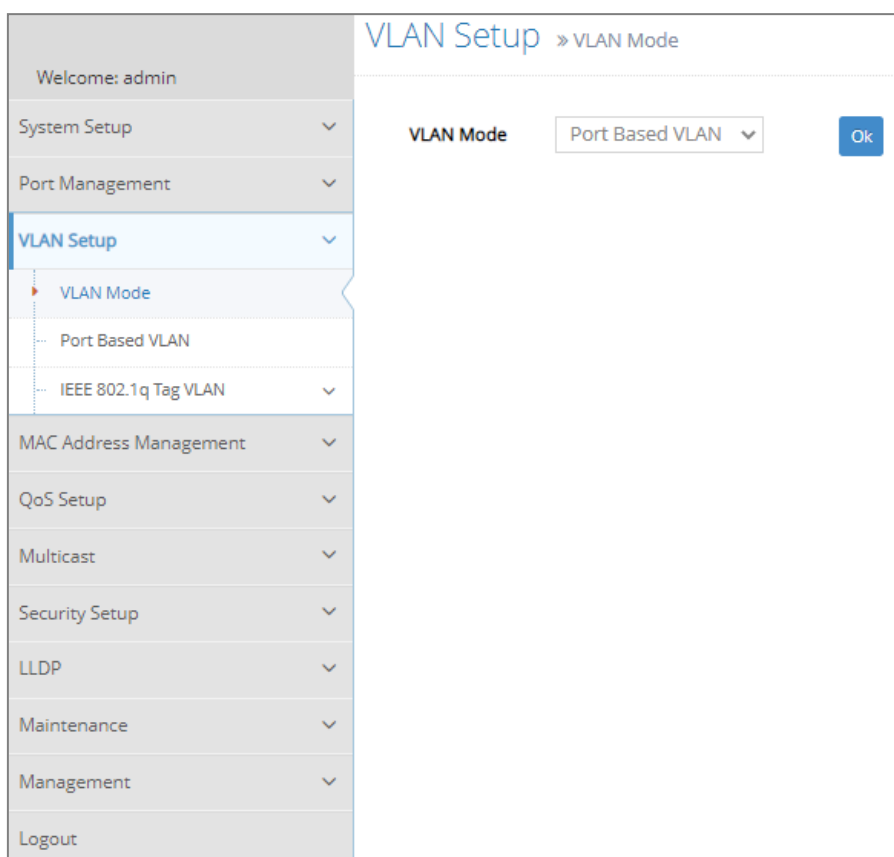 VLAN Setup » VLAN Mode
Welcome: admin
System Setup
Port Management
VLAN Setup
VLAN Mode
Port Based VLAN
IEEE 802.1q Tag VLAN
MAC Address Management
QoS Setup
Multicast
Security Setup
LLDP
Maintenance
Management
Logout
VLAN Mode Port Based VLAN Ok